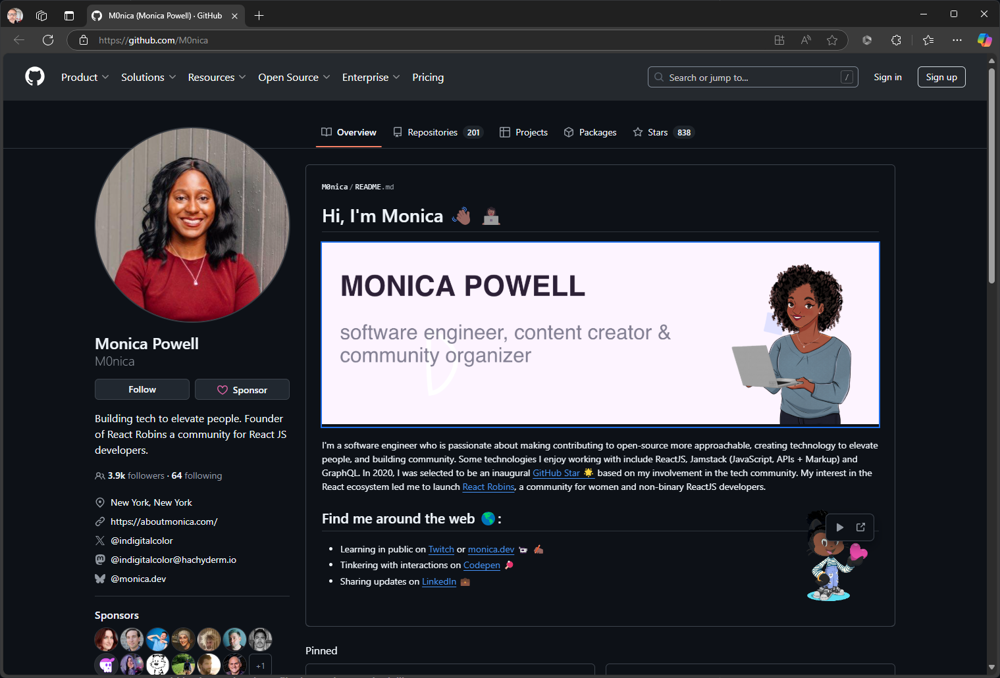 M0nica (Monica Powell) · GitHub
https://github.com/M0nica
Product
Solutions
Resources
Open Source
Enterprise
Pricing
Search or jump to...
/
Sign in
Sign up
Overview
Repositories 201
Projects
Packages
Stars 838
Monica Powell
M0nica
Follow
Sponsor
Building tech to elevate people. Founder
of React Robins a community for React JS
developers.
3.9k followers · 64 following
New York, New York
https://aboutmonica.com/
@indigitalcolor
@indigitalcolor@hachyderm.io
@monica.dev
Sponsors
+1
M0nica / README.md
Hi, I'm Monica 👋🏾 👩🏾‍💻
MONICA POWELL
software engineer, content creator &
community organizer
I'm a software engineer who is passionate about making contributing to open-source more approachable, creating technology to elevate
people, and building community. Some technologies I enjoy working with include ReactJS, Jamstack (JavaScript, APIs + Markup) and
GraphQL. In 2020, I was selected to be an inaugural GitHub Star 🌟 based on my involvement in the tech community. My interest in the
React ecosystem led me to launch React Robins, a community for women and non-binary ReactJS developers.
Find me around the web 🌎:
• Learning in public on Twitch or monica.dev
• Tinkering with interactions on Codepen
• Sharing updates on LinkedIn 💼
Pinned